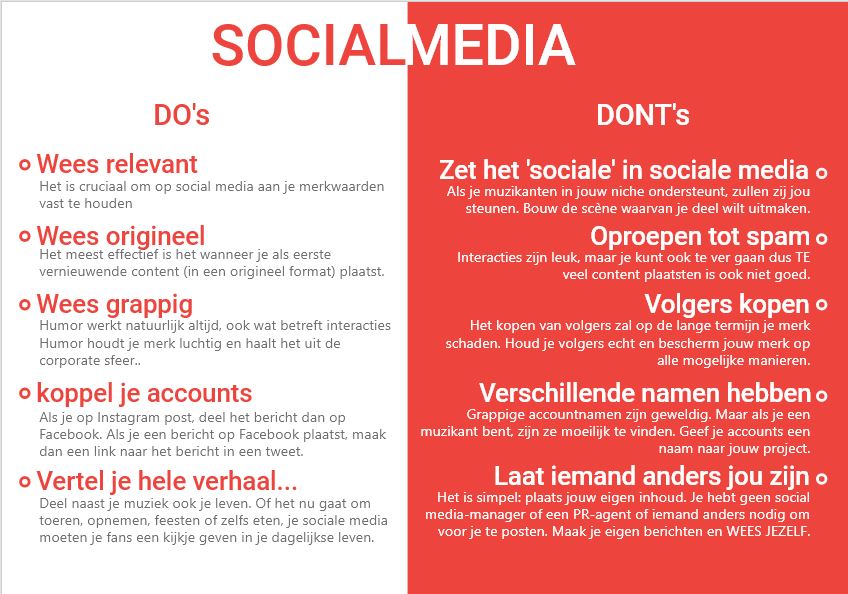 SOCIALMEDIA
DO's
Wees relevant
Het is cruciaal om op social media aan je merkwaarden
vast te houden
Wees origineel
Het meest effectief is het wanneer je als eerste
vernieuwende content (in een origineel format) plaatst.
Wees grappig
Humor werkt natuurlijk altijd, ook wat betreft interacties
Humor houdt je merk luchtig en haalt het uit de
corporate sfeer..
koppel je accounts
Als je op Instagram post, deel het bericht dan op
Facebook. Als je een bericht op Facebook plaatst, maak
dan een link naar het bericht in een tweet.
Vertel je hele verhaal...
Deel naast je muziek ook je leven. Of het nu gaat om
toeren, opnemen, feesten of zelfs eten, je sociale media
moeten je fans een kijkje geven in je dagelijkse leven.
DONT's
Zet het 'sociale' in sociale media
Als je muzikanten in jouw niche ondersteunt, zullen zij jou
steunen. Bouw de scène waarvan je deel wilt uitmaken.
Oproepen tot spam
Interacties zijn leuk, maar je kunt ook te ver gaan dus TE
veel content plaatsten is ook niet goed.
Volgers kopen
Het kopen van volgers zal op de lange termijn je merk
schaden. Houd je volgers echt en bescherm jouw merk op
alle mogelijke manieren.
Verschillende namen hebben
Grappige accountnamen zijn geweldig. Maar als je een
muzikant bent, zijn ze moeilijk te vinden. Geef je accounts een
naam naar jouw project.
Laat iemand anders jou zijn
Het is simpel: plaats jouw eigen inhoud. Je hebt geen social
media-manager of een PR-agent of iemand anders nodig om
voor je te posten. Maak je eigen berichten en WEES JEZELF.